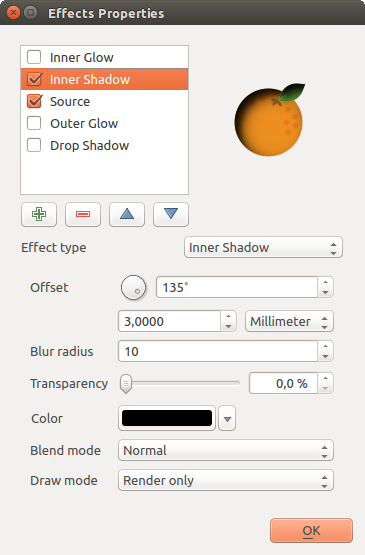 Effects Properties
Inner Glow
Inner Shadow
Source
Outer Glow
Drop Shadow
Effect type Inner Shadow
Offset 135˚
3,0000 Millimeter
Blur radius 10
Transparency 0,0 %
Color
Blend mode Normal
Draw mode Render only
OK